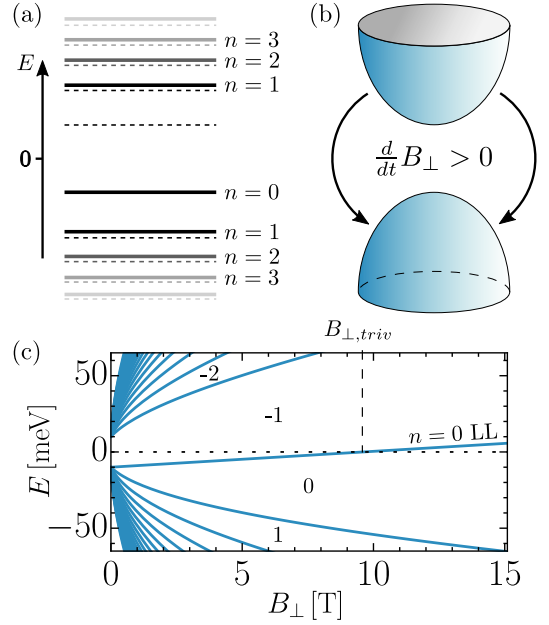 (a)
E
0
n = 3
n = 2
n = 1
n = 0
n = 1
n = 2
n = 3
(b)
d/dt B⊥ > 0
(c)
B⊥,triv
E [meV]
50
0
−50
-2
-1
n = 0 LL
0
1
0 5 10 15
B⊥ [T]